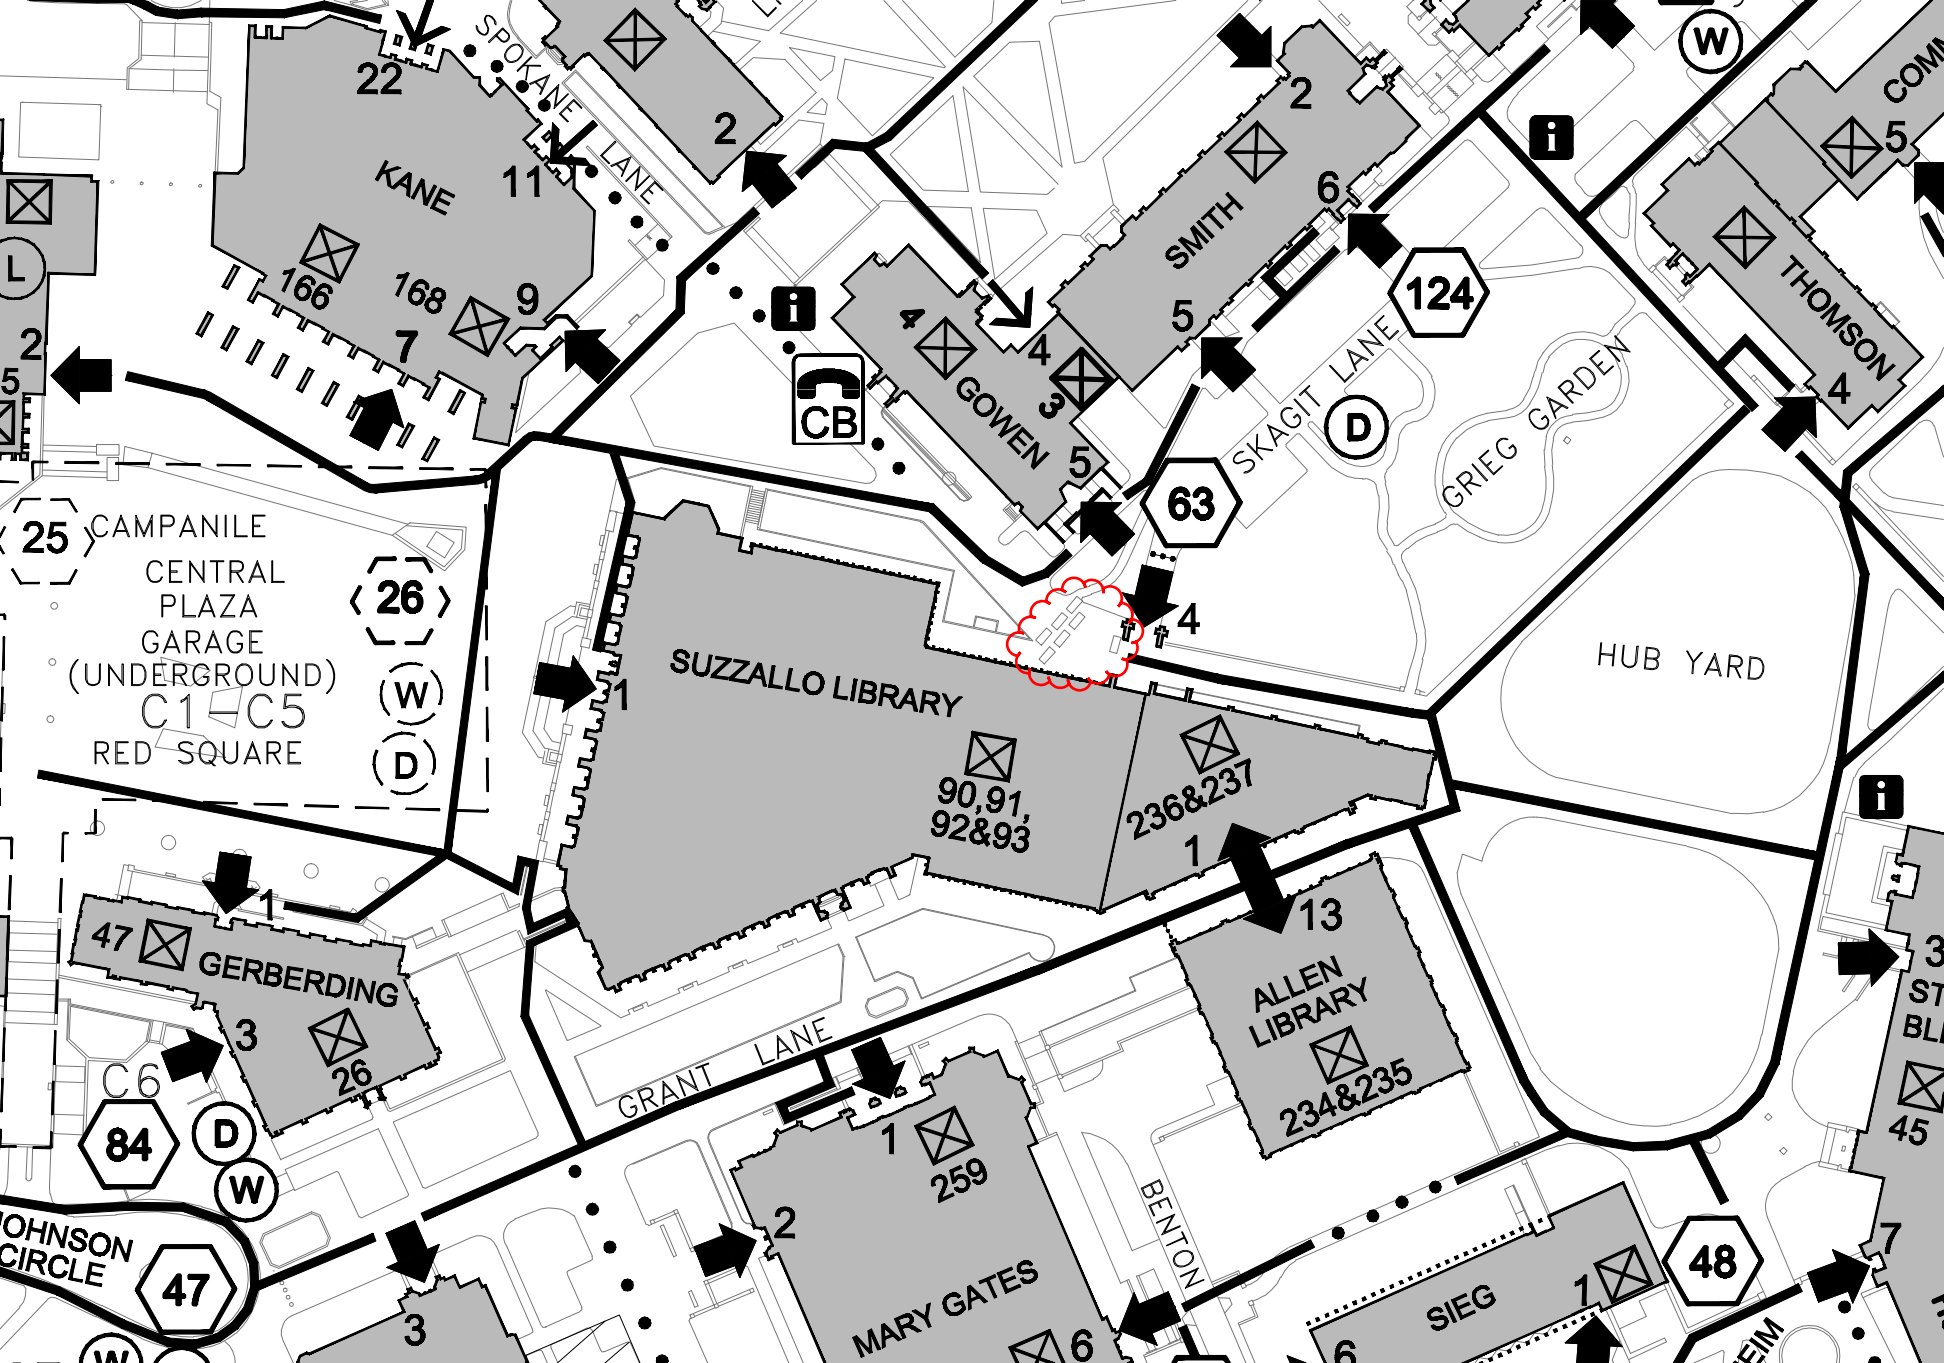 22
SPOKANE
LANE
2
KANE
11
166
168
9
7
L
2
5
2
SMITH
6
5
124
W
COMM
5
THOMSON
4
i
i
CB
4
GOWEN
4
3
5
SKAGIT LANE
D
GRIEG GARDEN
63
4
25
CAMPANILE
CENTRAL
PLAZA
GARAGE
(UNDERGROUND)
C1-C5
RED SQUARE
26
W
D
SUZZALLO LIBRARY
1
90,91,
92&93
236&237
1
HUB YARD
i
1
47
GERBERDING
3
26
C6
84
D
W
JOHNSON
CIRCLE
47
W
3
GRANT LANE
1
259
2
MARY GATES
6
BENTON
13
ALLEN
LIBRARY
234&235
SIEG
1
6
48
3
ST
BL
45
7